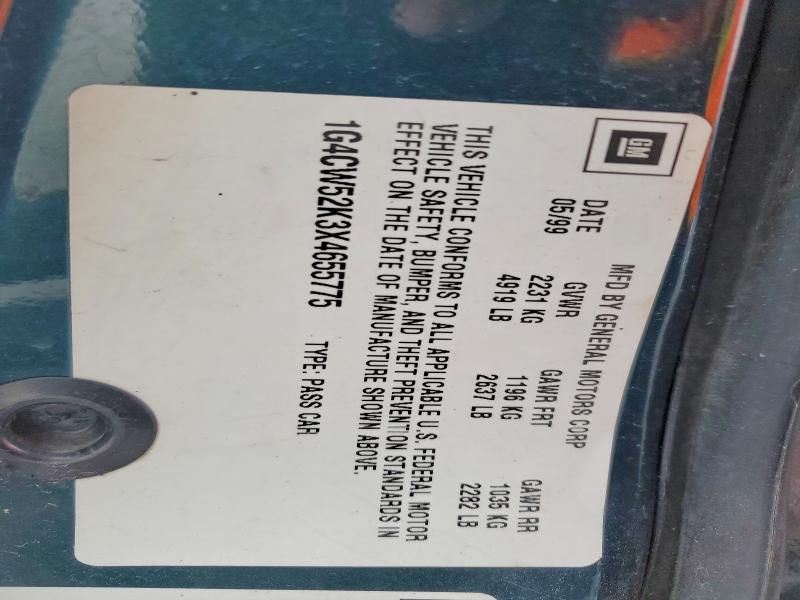 GM
MFD BY GENERAL MOTORS CORP
DATE GVWR GAWR FRT GAWR RR
05/99 2231 KG 1196 KG 1035 KG
4919 LB 2637 LB 2282 LB
THIS VEHICLE CONFORMS TO ALL APPLICABLE U.S. FEDERAL MOTOR
VEHICLE SAFETY, BUMPER, AND THEFT PREVENTION STANDARDS IN
EFFECT ON THE DATE OF MANUFACTURE SHOWN ABOVE.
1G4CW52K3X4655775 TYPE: PASS CAR